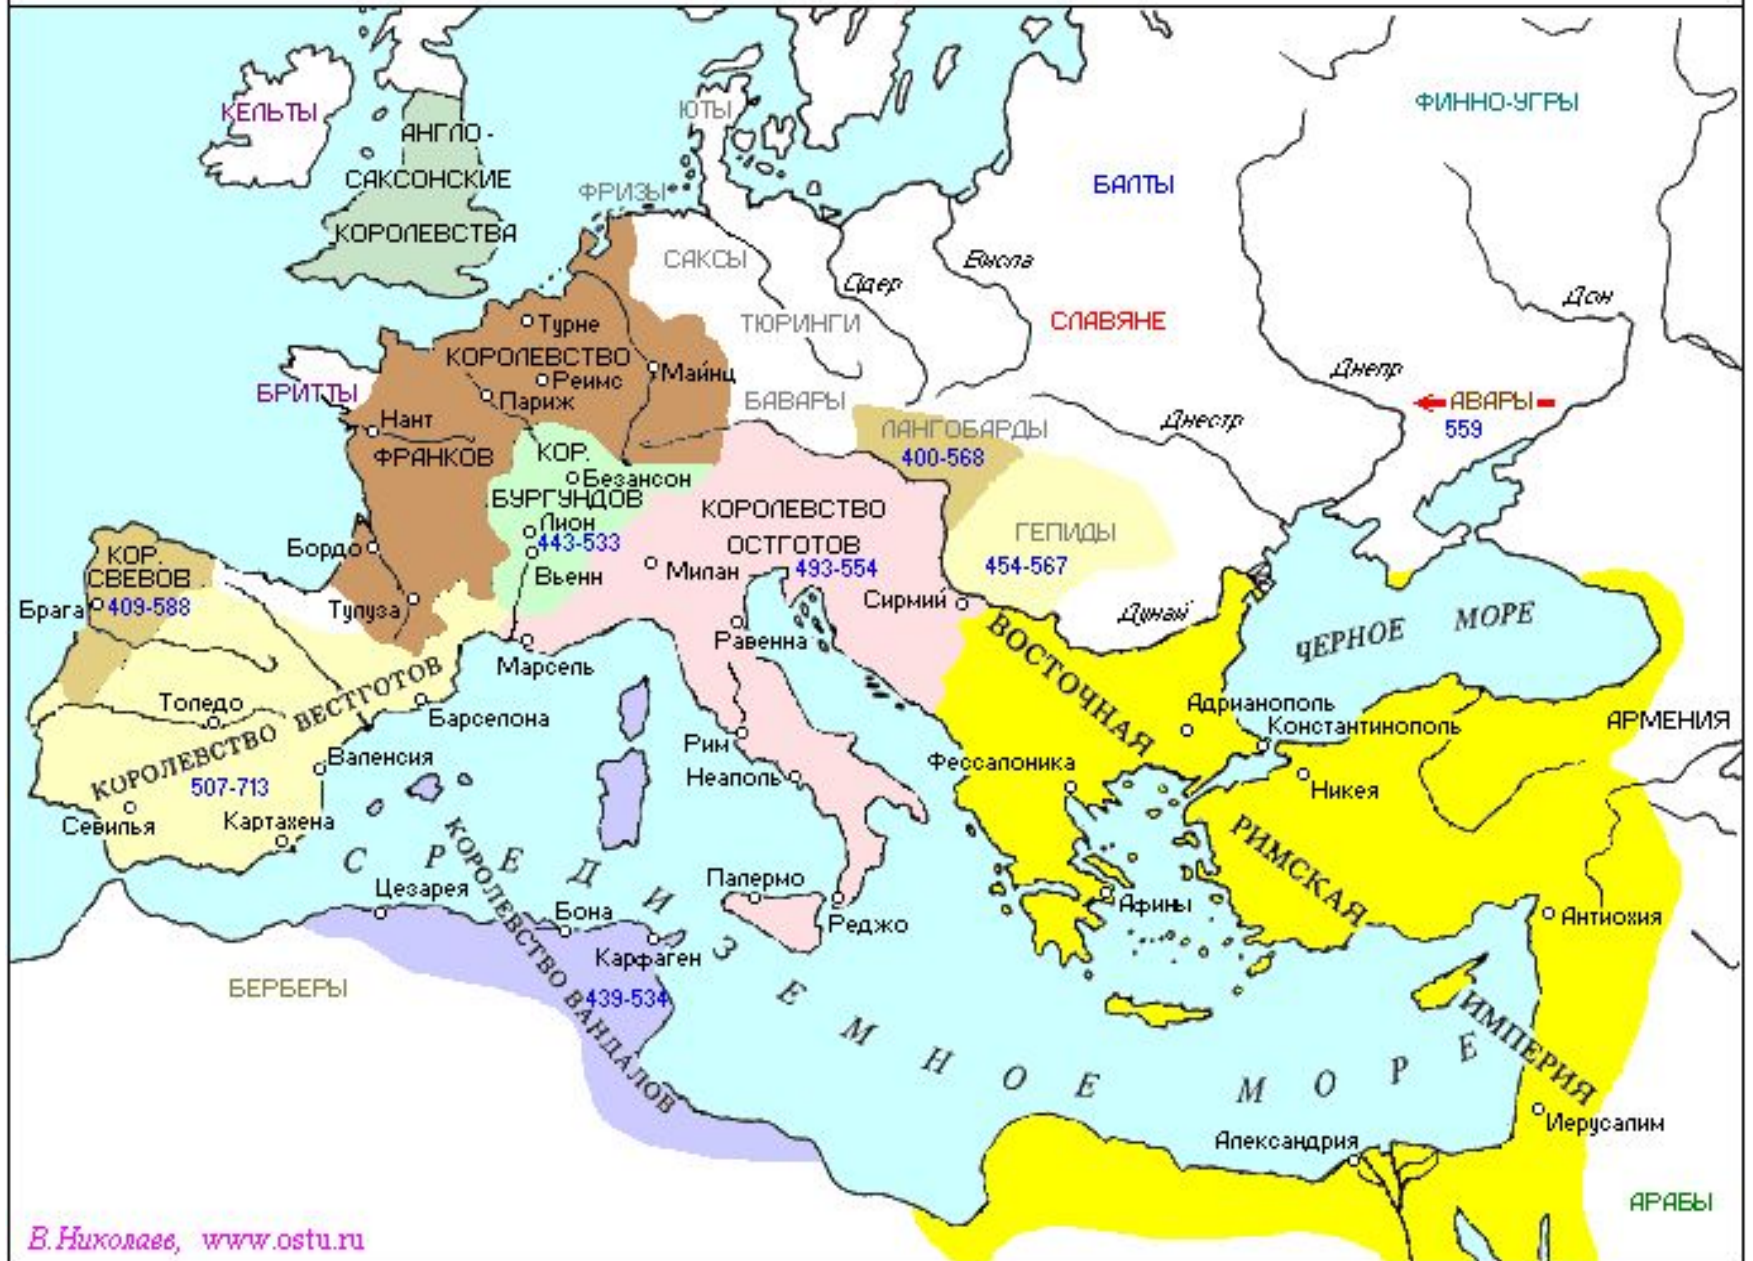 КЕЛЬТЫ
АНГЛО-
САКСОНСКИЕ
КОРОЛЕВСТВА
ЮТЫ
ФРИЗЫ
САКСЫ
ТЮРИНГИ
БАВАРЫ
БАЛТЫ
ФИННО-УГРЫ
СЛАВЯНЕ
Одер
Висла
Дон
Днепр
Днестр
АВАРЫ
559
БРИТТЫ
Турне
КОРОЛЕВСТВО
Реимс
Майнц
Париж
Нант
ФРАНКОВ
КОР.
Безансон
БУРГУНДОВ
Лион
443-533
Вьенн
ЛАНГОБАРДЫ
400-568
ГЕПИДЫ
454-567
КОРОЛЕВСТВО
ОСТГОТОВ
493-554
Милан
Сирмий
Дунай
Равенна
Марсель
Бордо
Тулуза
КОР.
СВЕВОВ
Брага
409-588
Толедо
КОРОЛЕВСТВО ВЕСТГОТОВ
507-713
Барселона
Валенсия
Севилья
Картахена
Рим
Неаполь
Палермо
Реджо
ЧЕРНОЕ МОРЕ
ВОСТОЧНАЯ
РИМСКАЯ
ИМПЕРИЯ
Адрианополь
Константинополь
Фессалоника
Никея
АРМЕНИЯ
Афины
Антиохия
СРЕДИЗЕМНОЕ МОРЕ
КОРОЛЕВСТВО ВАНДАЛОВ
439-534
Цезарея
Бона
Карфаген
БЕРБЕРЫ
Александрия
Иерусалим
АРАБЫ
В.Николаев, www.ostu.ru